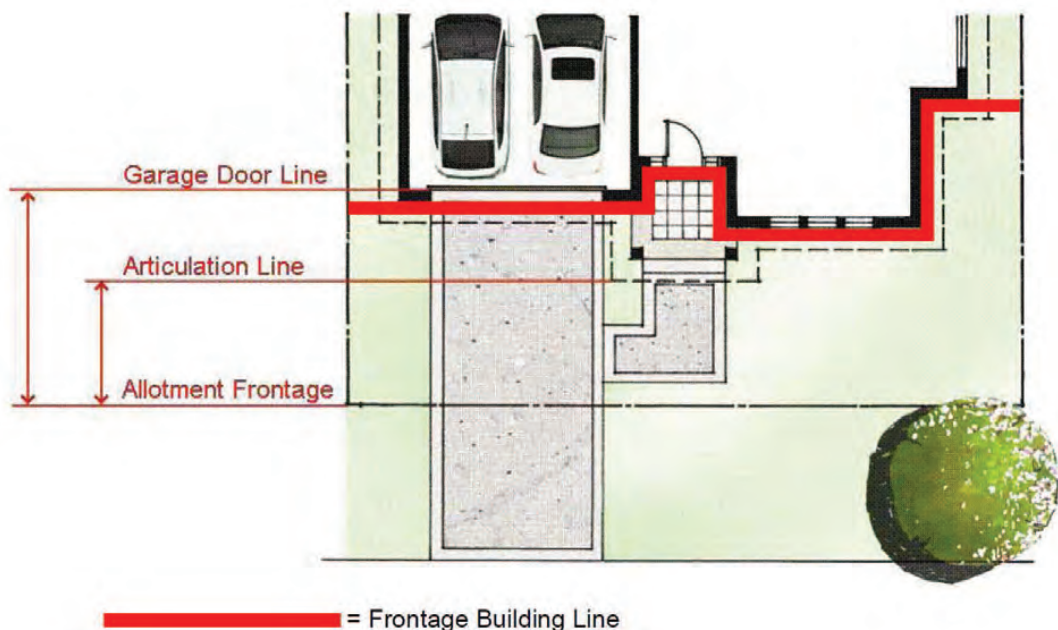 Garage Door Line
Articulation Line
Allotment Frontage
= Frontage Building Line